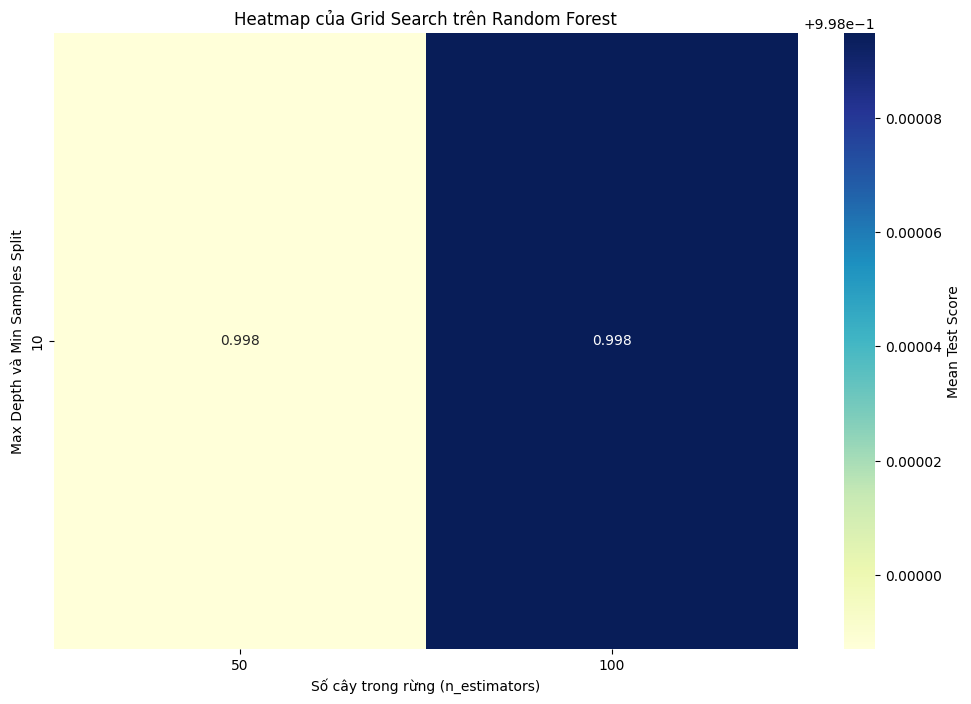 Heatmap của Grid Search trên Random Forest
+9.98e−1
Max Depth và Min Samples Split
10
0.998
0.998
0.00008
0.00006
0.00004
0.00002
0.00000
Mean Test Score
50
100
Số cây trong rừng (n_estimators)